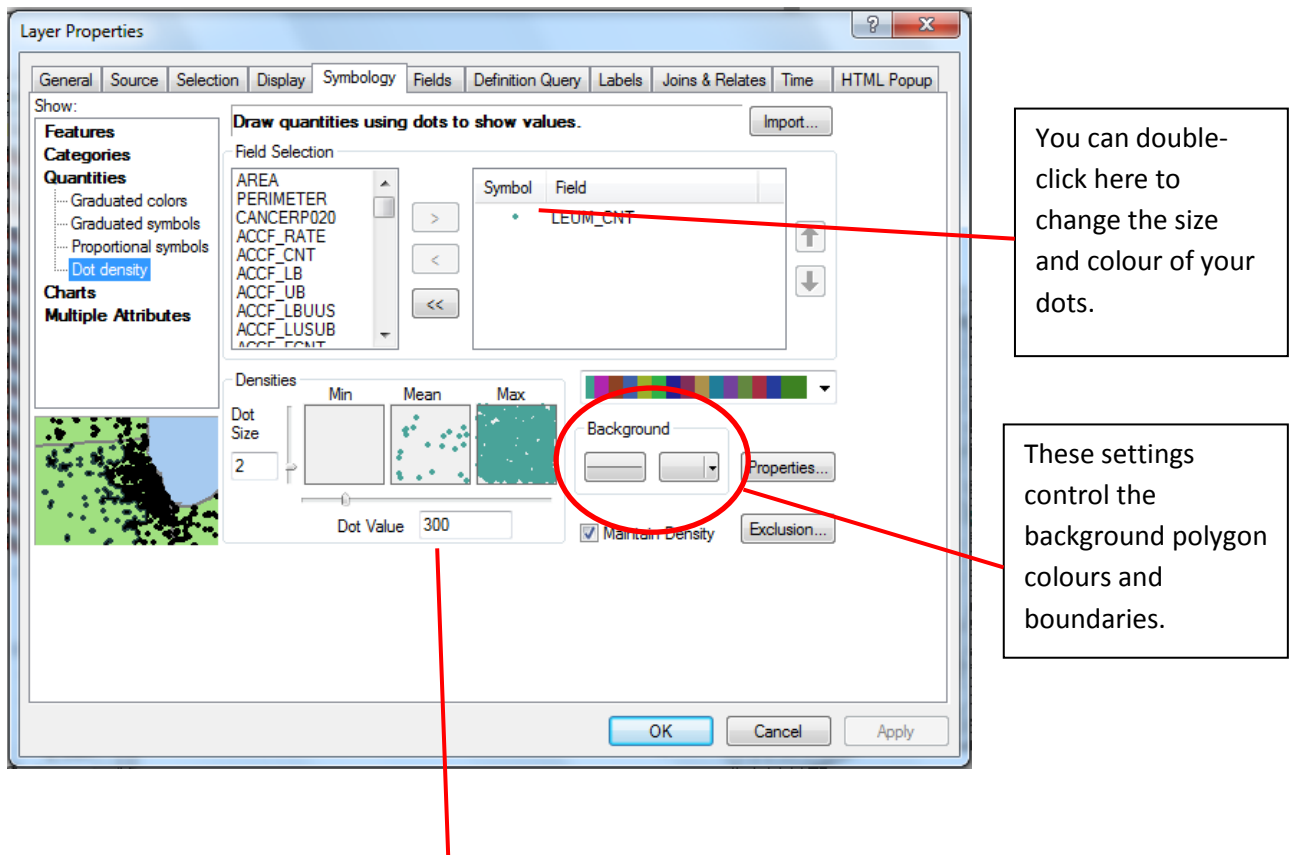 Layer Properties
General Source Selection Display Symbology Fields Definition Query Labels Joins & Relates Time HTML Popup
Show:
Features
Categories
Quantities
Graduated colors
Graduated symbols
Proportional symbols
Dot density
Charts
Multiple Attributes
Draw quantities using dots to show values.
Import...
Field Selection
AREA
PERIMETER
CANCERP020
ACCF_RATE
ACCF_CNT
ACCF_LB
ACCF_UB
ACCF_LBUUS
ACCF_LUSUB
ACCF_ECNT
>
<
<<
Symbol Field
LEUM_CNT
Densities
Min Mean Max
Dot
Size
2
Dot Value 300
Background
Properties...
Maintain Density
Exclusion...
OK Cancel Apply
You can double-
click here to
change the size
and colour of your
dots.
These settings
control the
background polygon
colours and
boundaries.